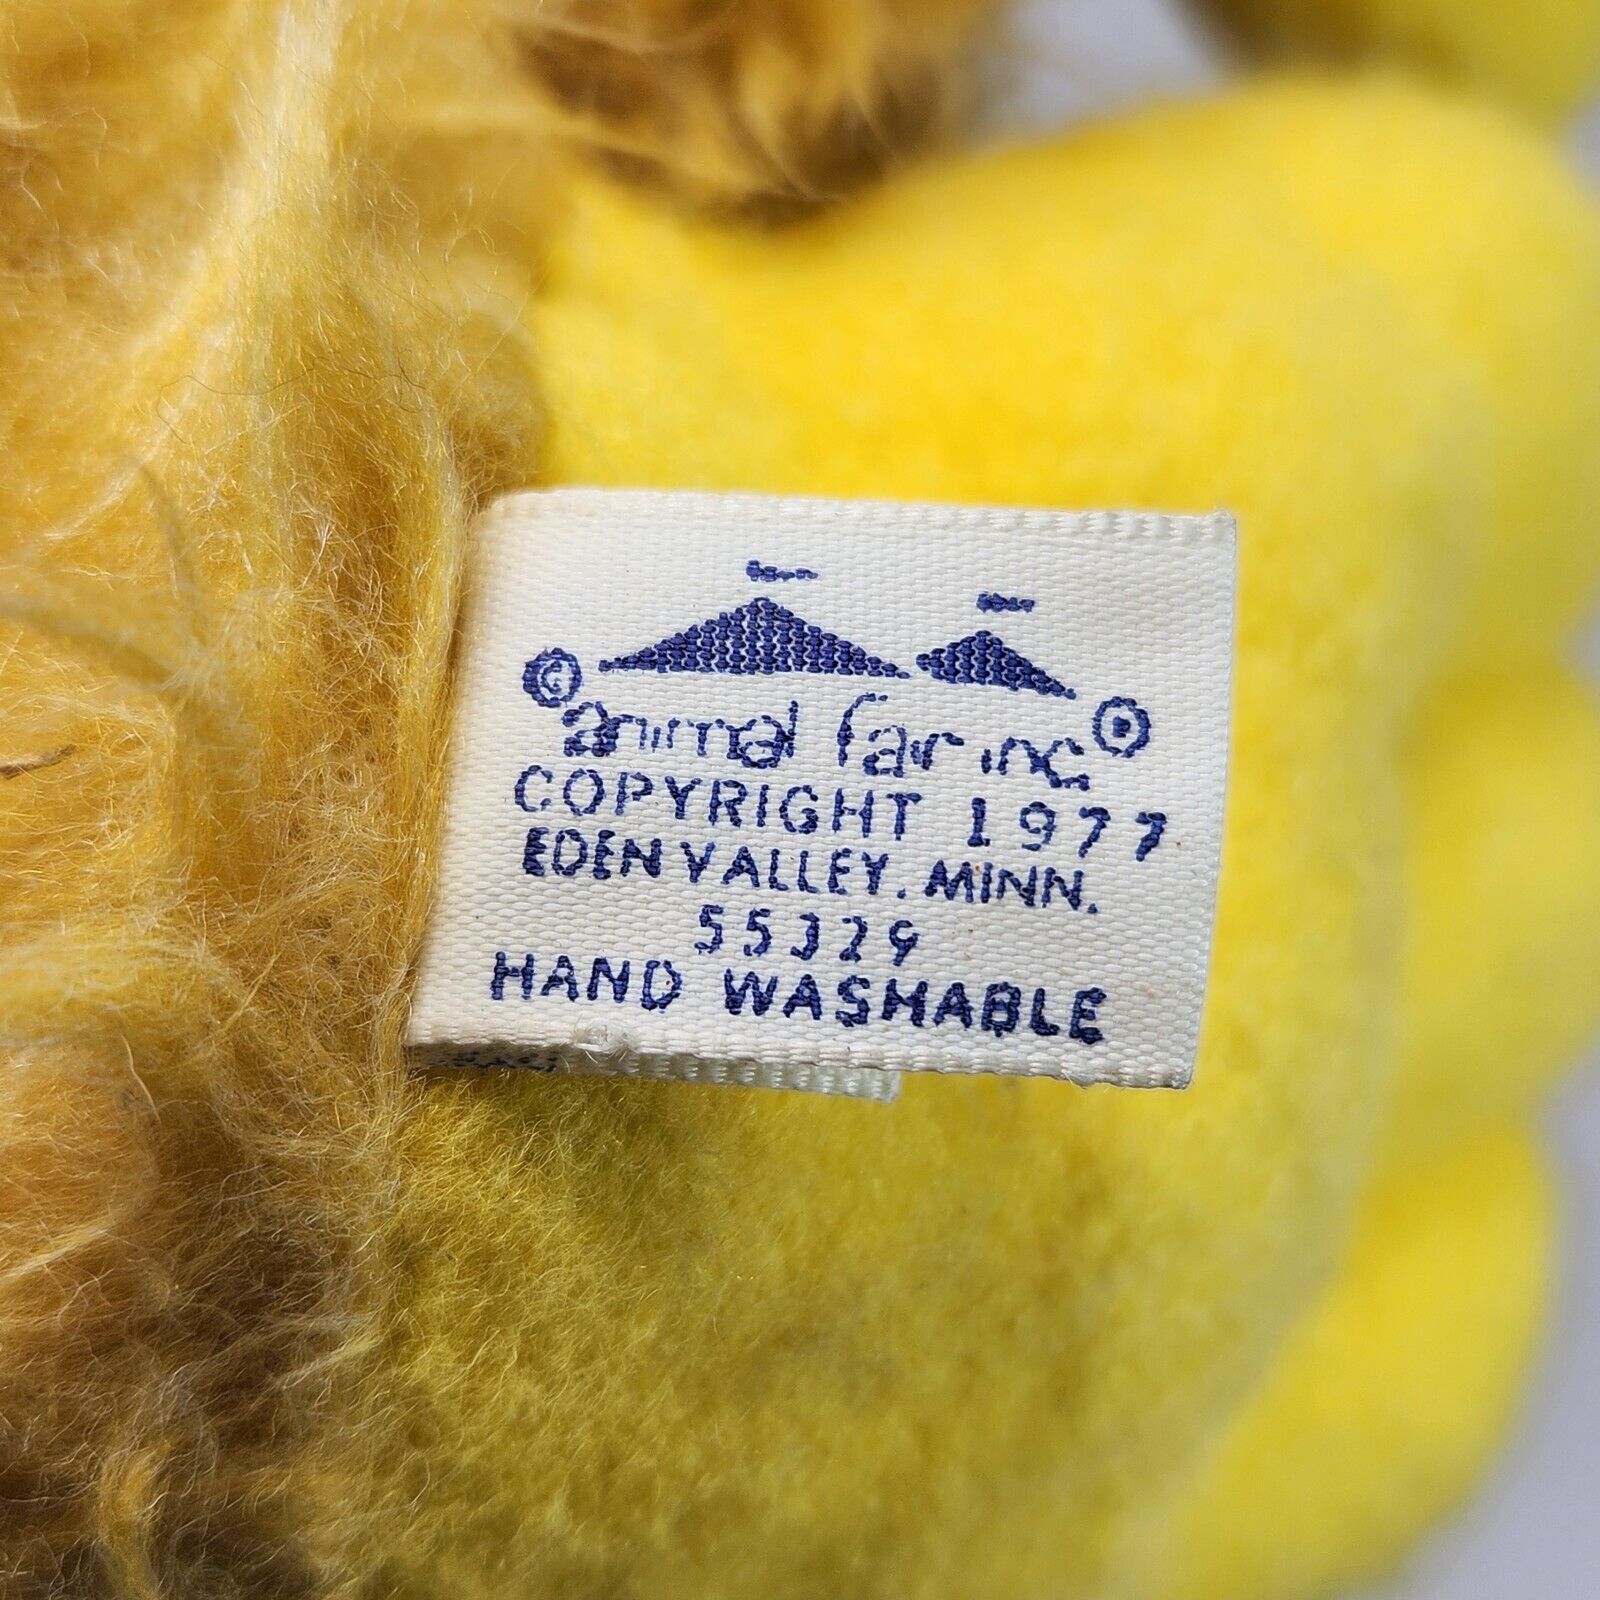 © animal fair inc ®
COPYRIGHT 1977
EDEN VALLEY, MINN.
55329
HAND WASHABLE